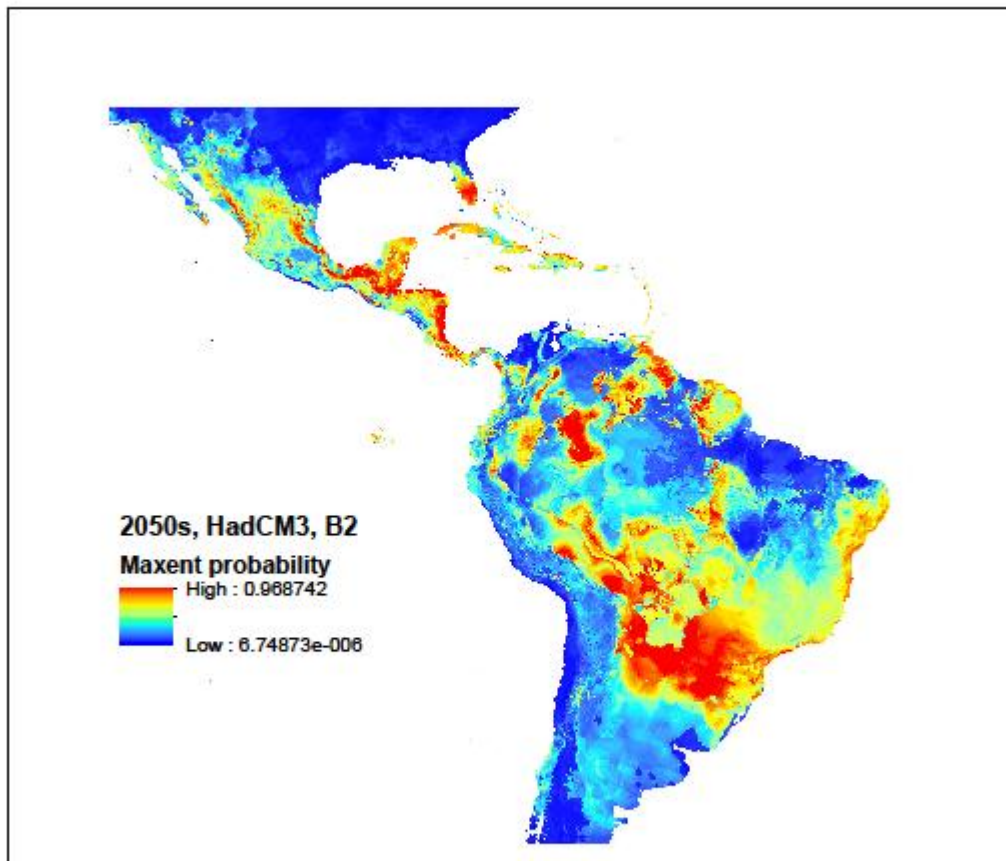 2050s, HadCM3, B2
Maxent probability
High : 0.968742
Low : 6.74873e-006